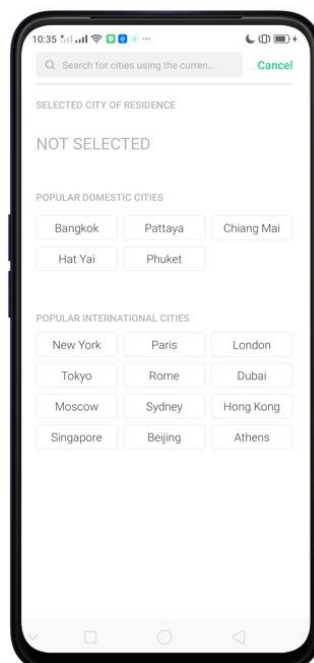 10:35
Search for cities using the curren...
Cancel
SELECTED CITY OF RESIDENCE
NOT SELECTED
POPULAR DOMESTIC CITIES
Bangkok Pattaya Chiang Mai
Hat Yai Phuket
POPULAR INTERNATIONAL CITIES
New York Paris London
Tokyo Rome Dubai
Moscow Sydney Hong Kong
Singapore Beijing Athens